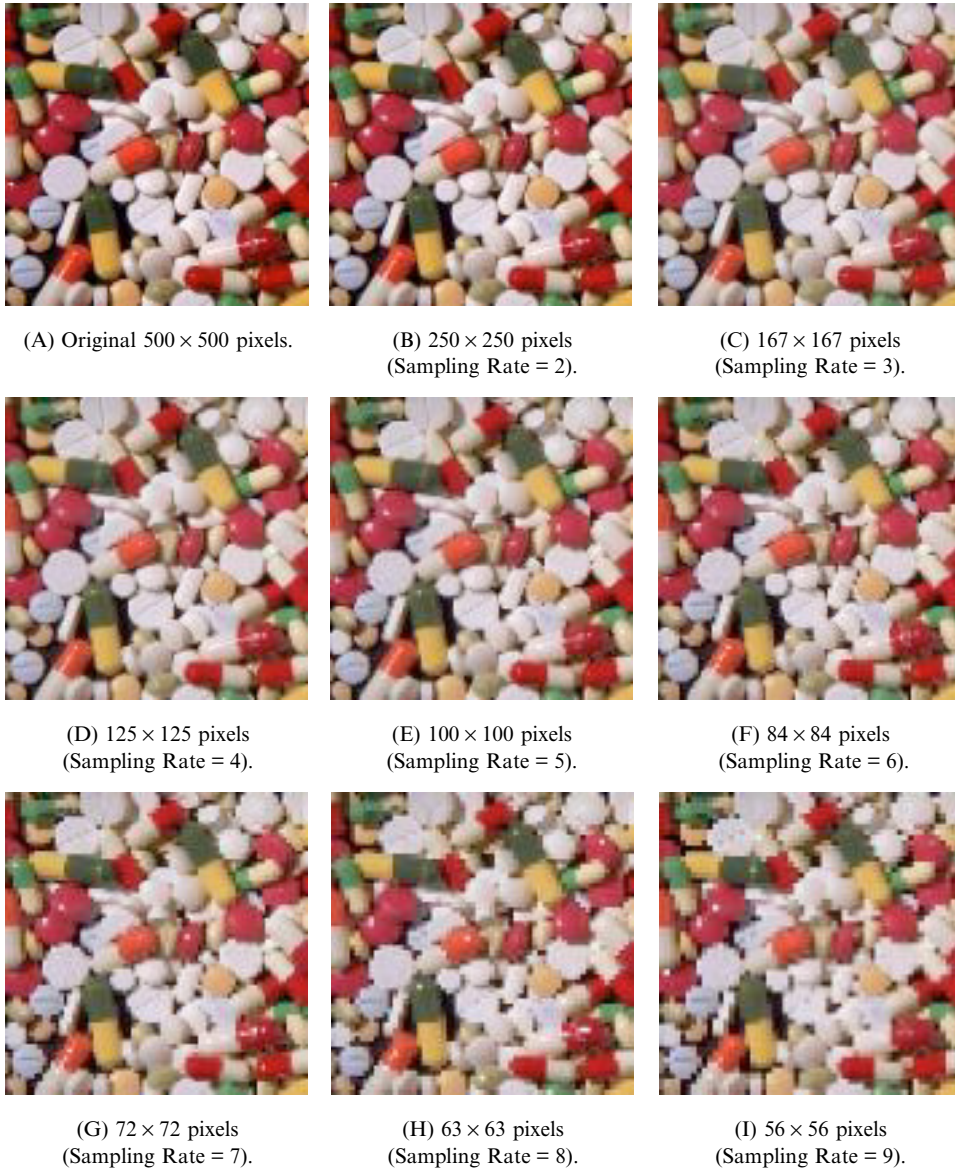 (A) Original 500 × 500 pixels.
(B) 250 × 250 pixels
(Sampling Rate = 2).
(C) 167 × 167 pixels
(Sampling Rate = 3).
(D) 125 × 125 pixels
(Sampling Rate = 4).
(E) 100 × 100 pixels
(Sampling Rate = 5).
(F) 84 × 84 pixels
(Sampling Rate = 6).
(G) 72 × 72 pixels
(Sampling Rate = 7).
(H) 63 × 63 pixels
(Sampling Rate = 8).
(I) 56 × 56 pixels
(Sampling Rate = 9).